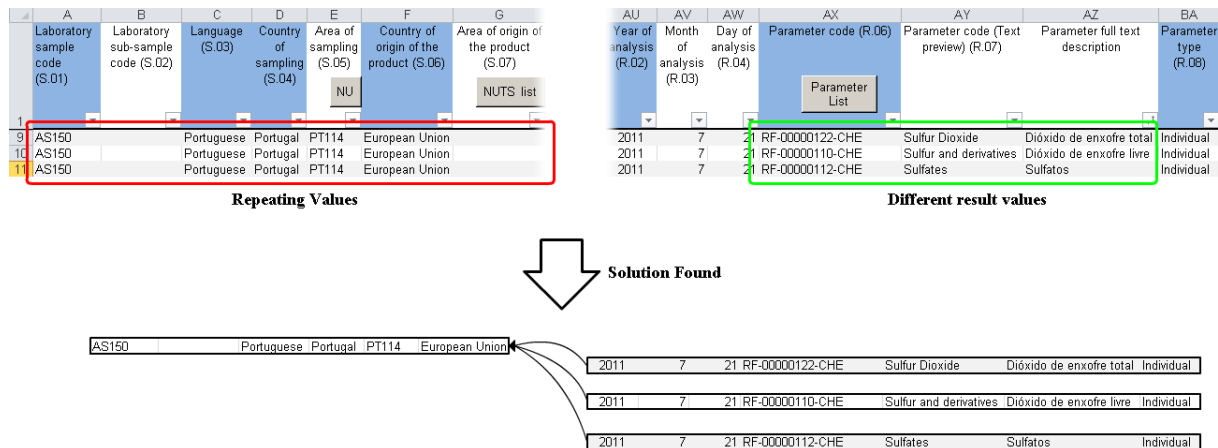 A B C D E F G AU AV AW AX AY AZ BA
Laboratory sample code (S.01) Laboratory sub-sample code (S.02) Language (S.03) Country of sampling (S.04) Area of sampling (S.05) Country of origin of the product (S.06) Area of origin of the product (S.07) Year of analysis (R.02) Month of analysis (R.03) Day of analysis (R.04) Parameter code (R.06) Parameter code (Text preview) (R.07) Parameter full text description Parameter type (R.08)
NU NUTS list Parameter List
1
9 AS150 Portuguese Portugal PT114 European Union 2011 7 21 RF-00000122-CHE Sulfur Dioxide Dióxido de enxofre total Individual
10 AS150 Portuguese Portugal PT114 European Union 2011 7 21 RF-00000110-CHE Sulfur and derivatives Dióxido de enxofre livre Individual
11 AS150 Portuguese Portugal PT114 European Union 2011 7 21 RF-00000112-CHE Sulfates Sulfatos Individual
Repeating Values Different result values
Solution Found
AS150 Portuguese Portugal PT114 European Union
2011 7 21 RF-00000122-CHE Sulfur Dioxide Dióxido de enxofre total Individual
2011 7 21 RF-00000110-CHE Sulfur and derivatives Dióxido de enxofre livre Individual
2011 7 21 RF-00000112-CHE Sulfates Sulfatos Individual